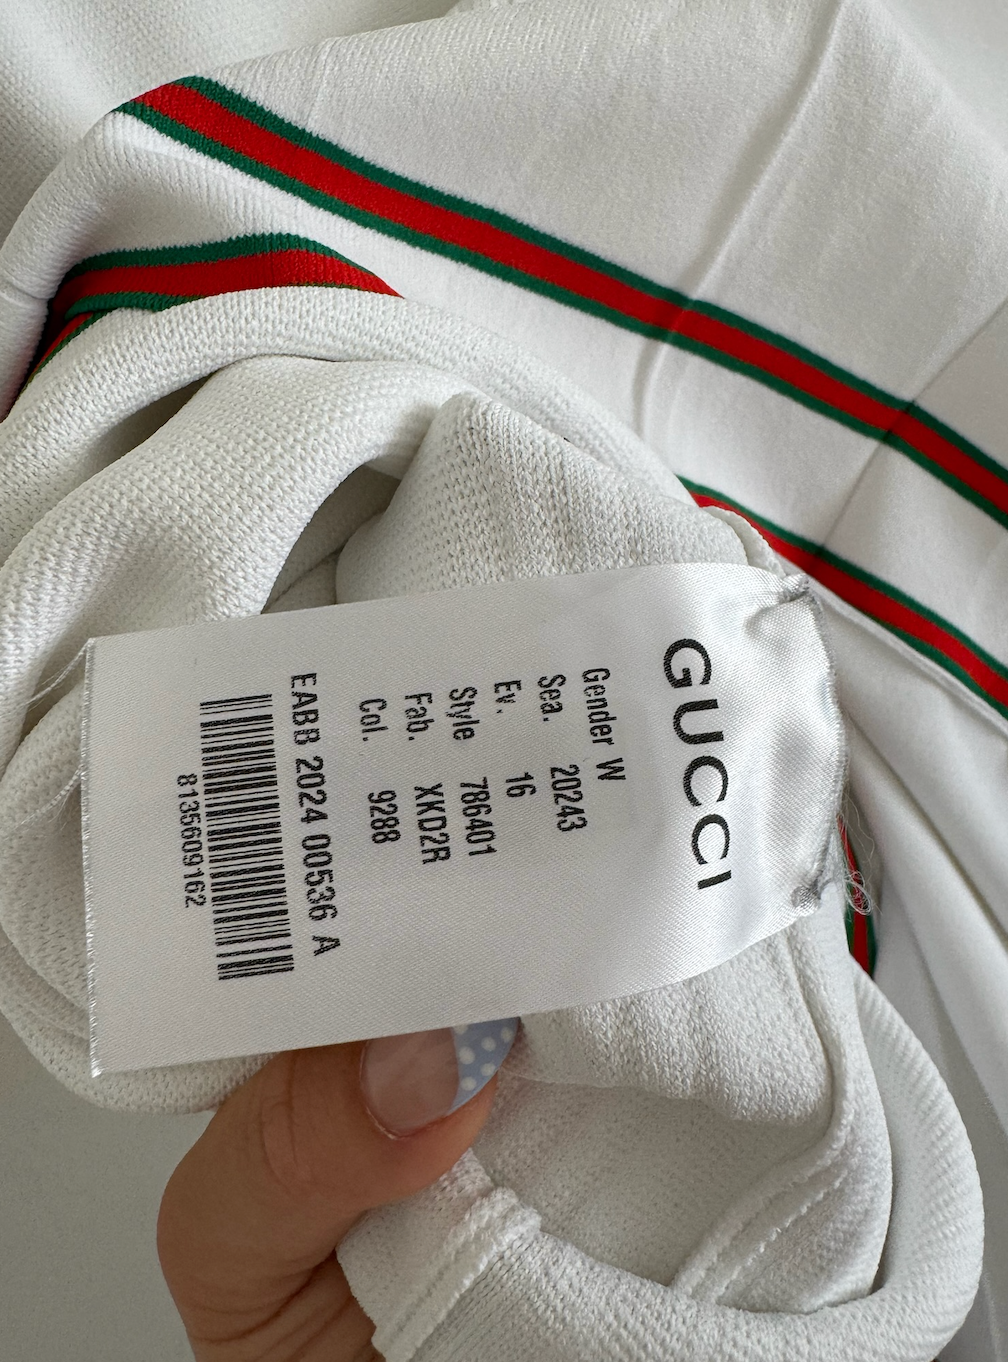 GUCCI
Gender W
Sea. 20243
Ev. 16
Style 786401
Fab. XKD2R
Col. 9288
EABB 2024 00536 A
8135609162